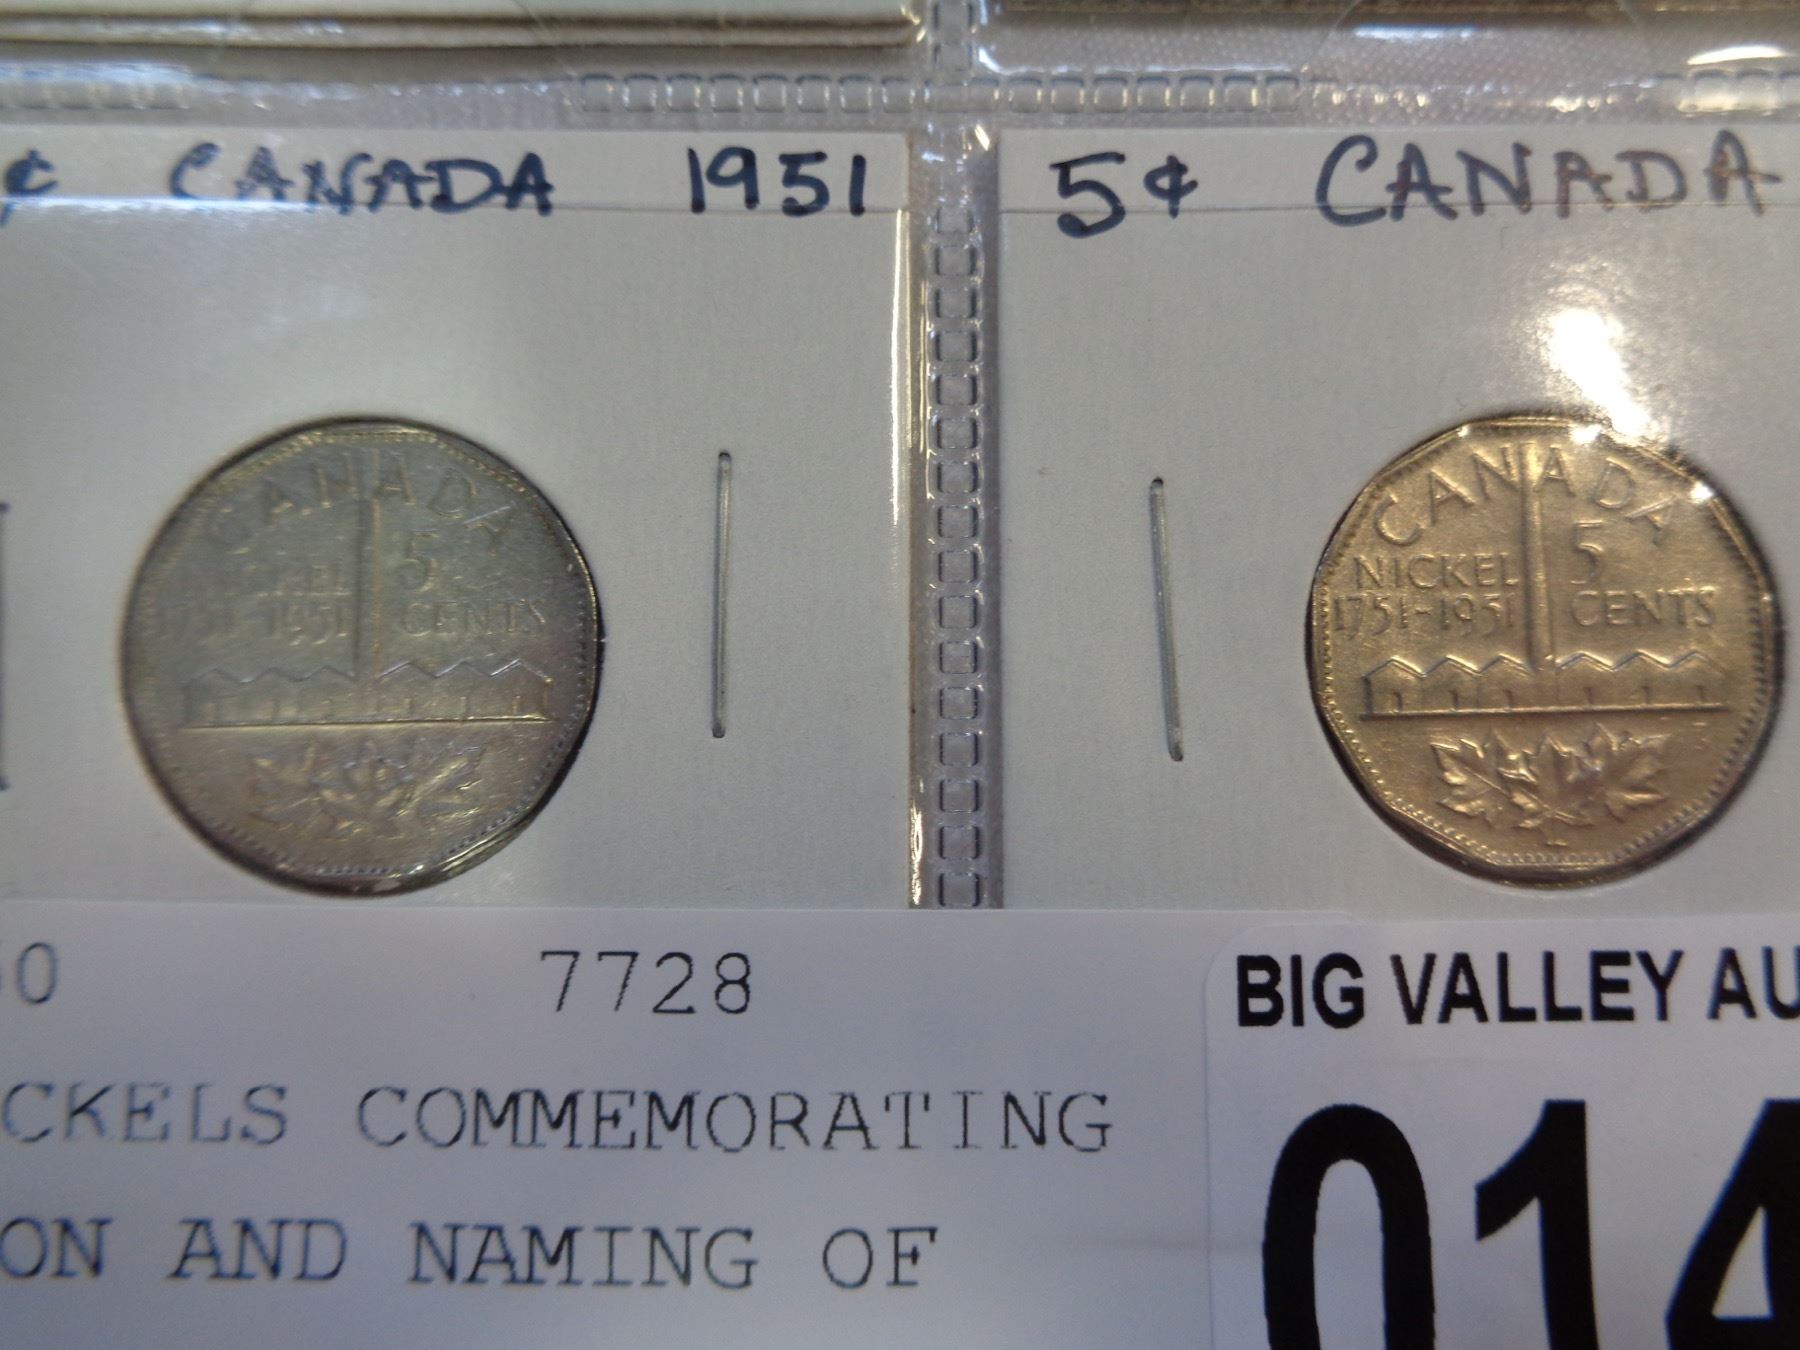 ¢ CANADA 1951
5¢ CANADA
CANADA
NICKEL 5
1751-1951 CENTS
CANADA
NICKEL 5
1751-1951 CENTS
0 7728
CKELS COMMEMORATING
ON AND NAMING OF
BIG VALLEY AU
014